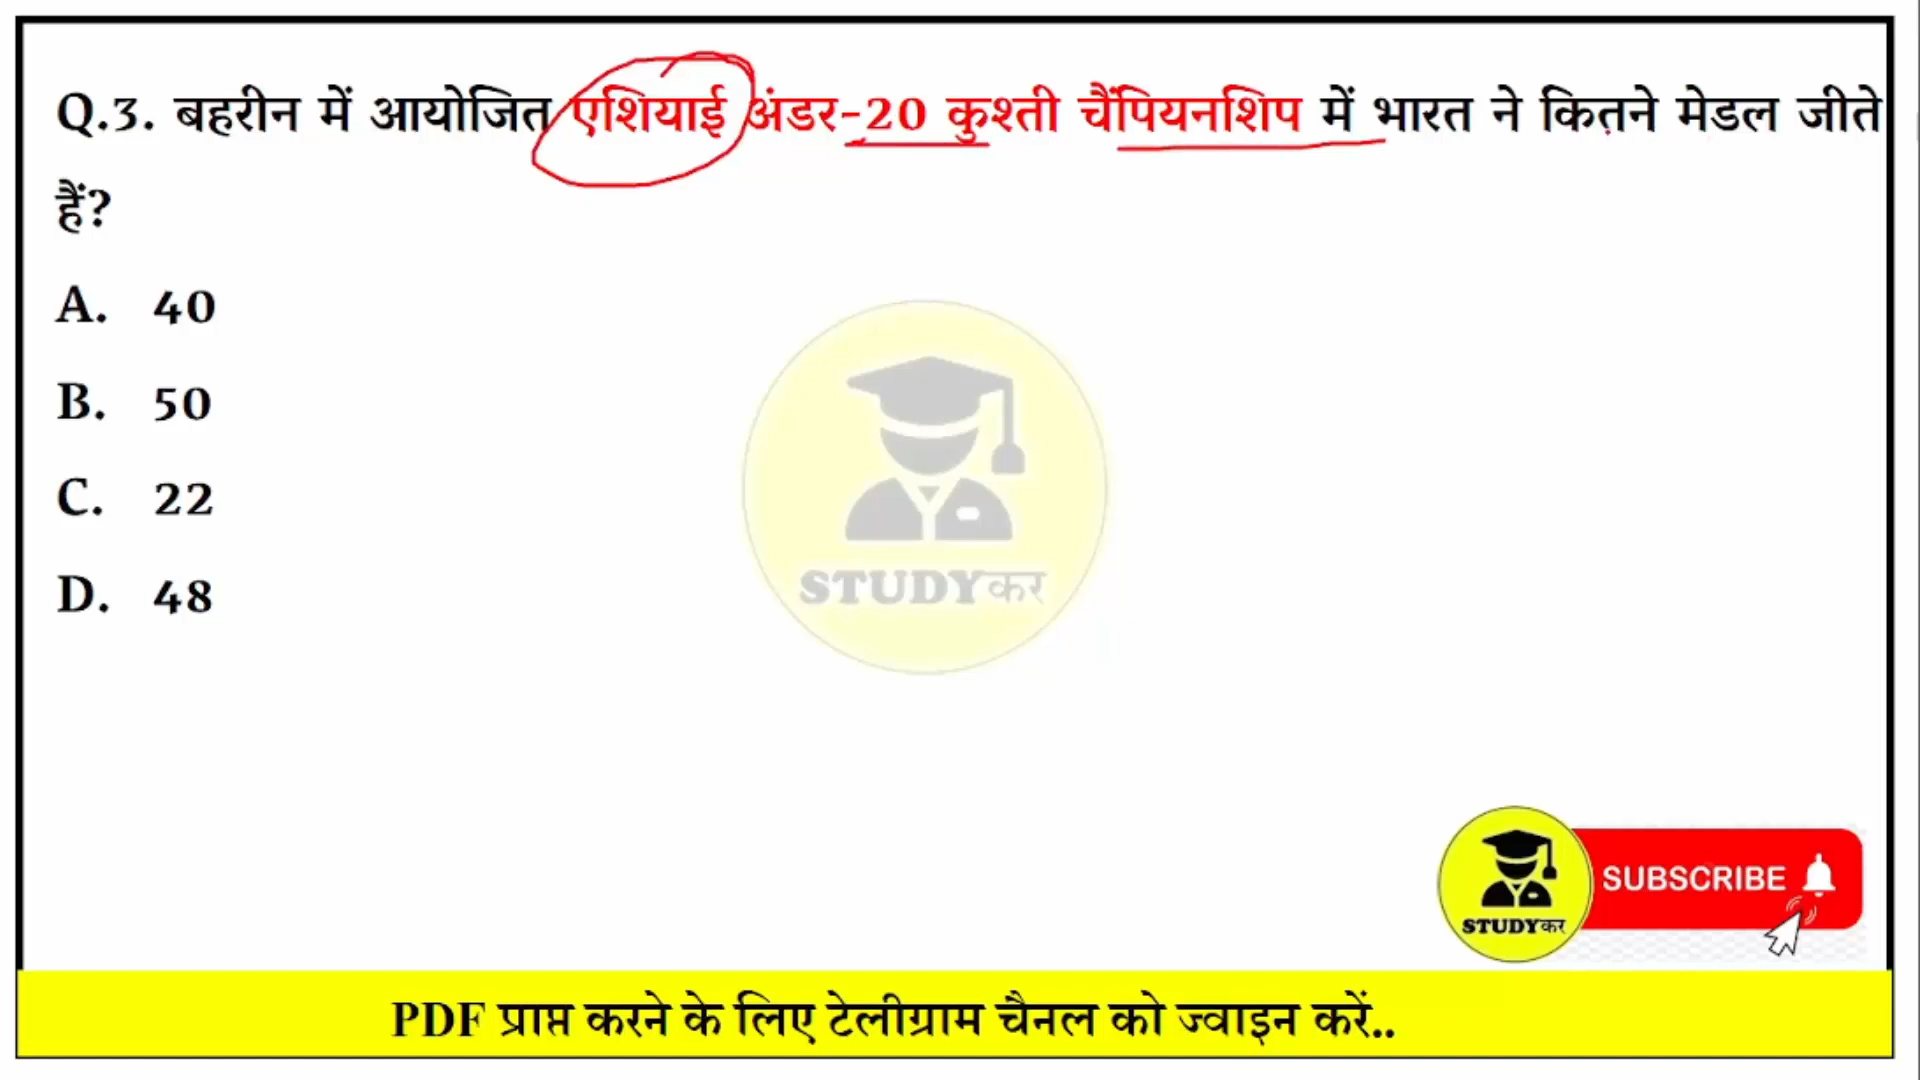 Q.3. बहरीन में आयोजित एशियाई अंडर-20 कुश्ती चैंपियनशिप में भारत ने कितने मेडल जीते
हैं?
A. 40
B. 50
C. 22
D. 48
STUDYकर
SUBSCRIBE
STUDYकर
PDF प्राप्त करने के लिए टेलीग्राम चैनल को ज्वाइन करें..